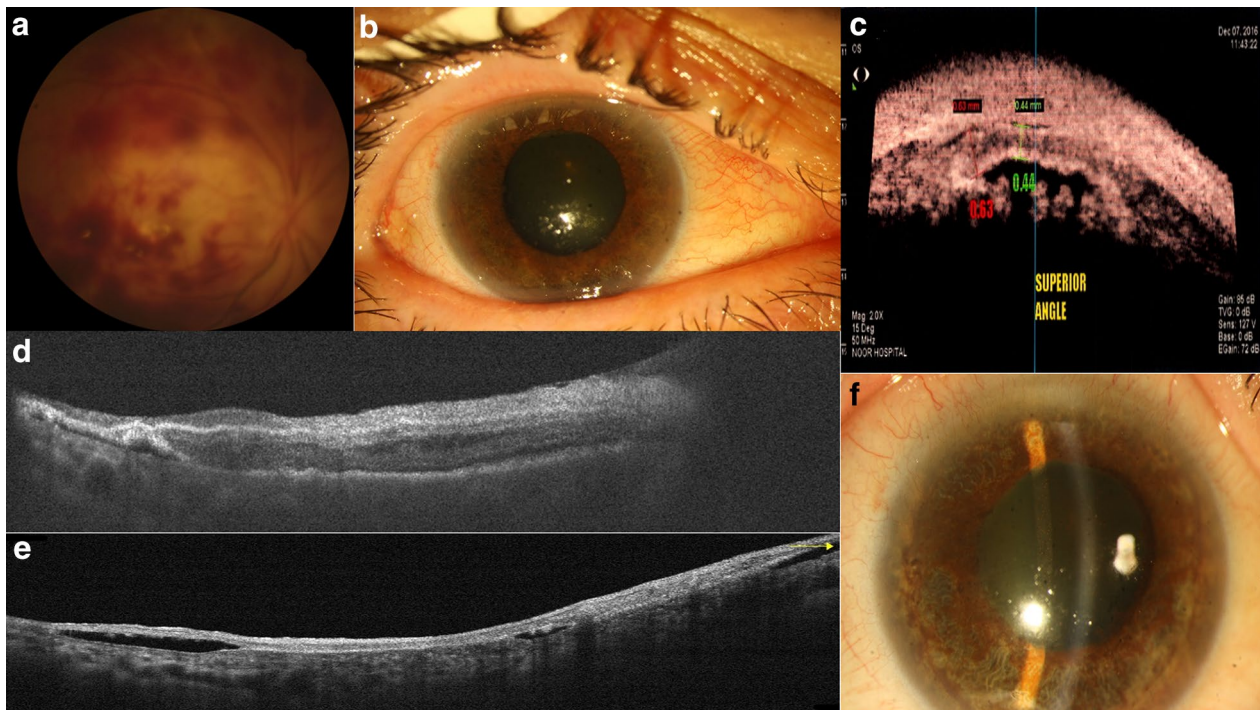 a
b
c
OS
Dec 07, 2016
11:43:22
0.63 mm
0.44 mm
0.44
0.63
SUPERIOR
ANGLE
Mag: 2.0X
15 Deg
50 MHz
NOOR HOSPITAL
Gain: 85 dB
TVG: 0 dB
Sens: 127 V
Base: 0 dB
EGain: 72 dB
d
e
f